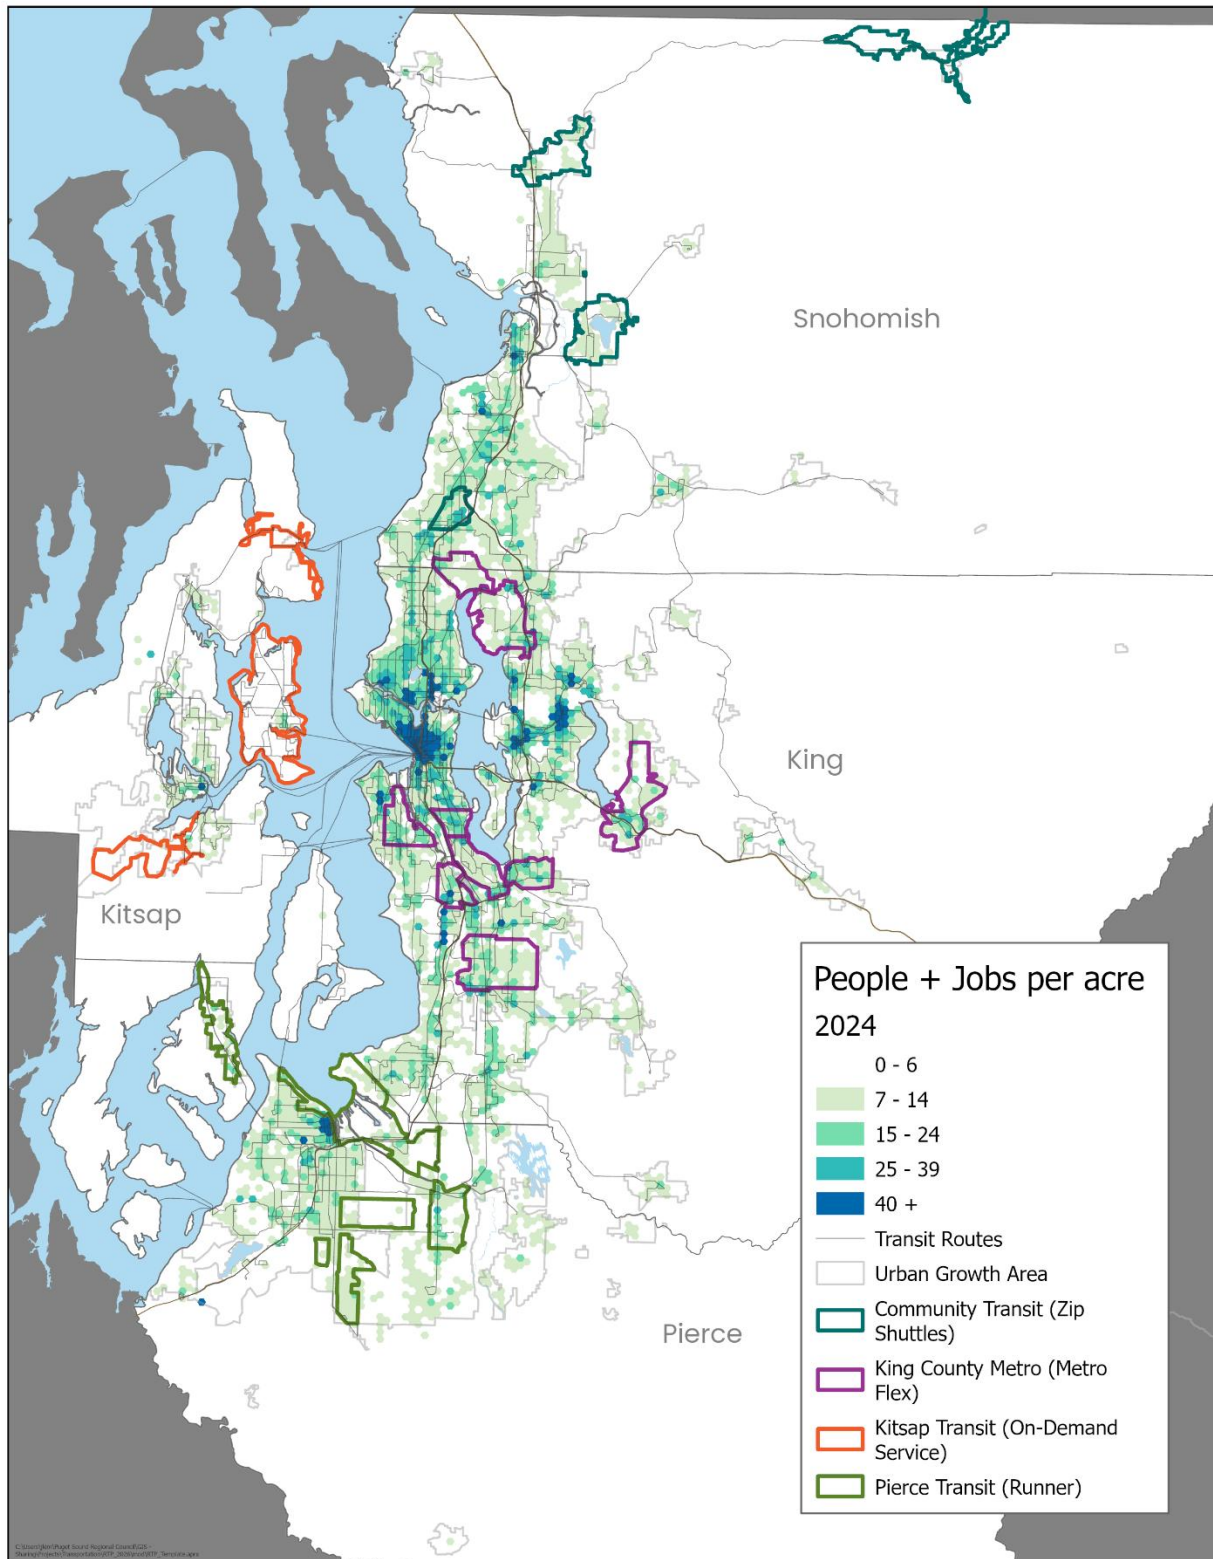 Snohomish
King
Kitsap
Pierce
People + Jobs per acre
2024
0 - 6
7 - 14
15 - 24
25 - 39
40 +
Transit Routes
Urban Growth Area
Community Transit (Zip
Shuttles)
King County Metro (Metro
Flex)
Kitsap Transit (On-Demand
Service)
Pierce Transit (Runner)